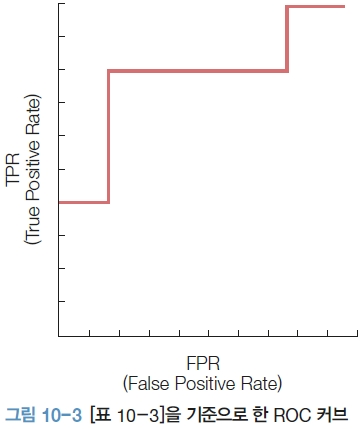 TPR
(True Positive Rate)
FPR
(False Positive Rate)
그림 10-3 [표 10-3]을 기준으로 한 ROC 커브